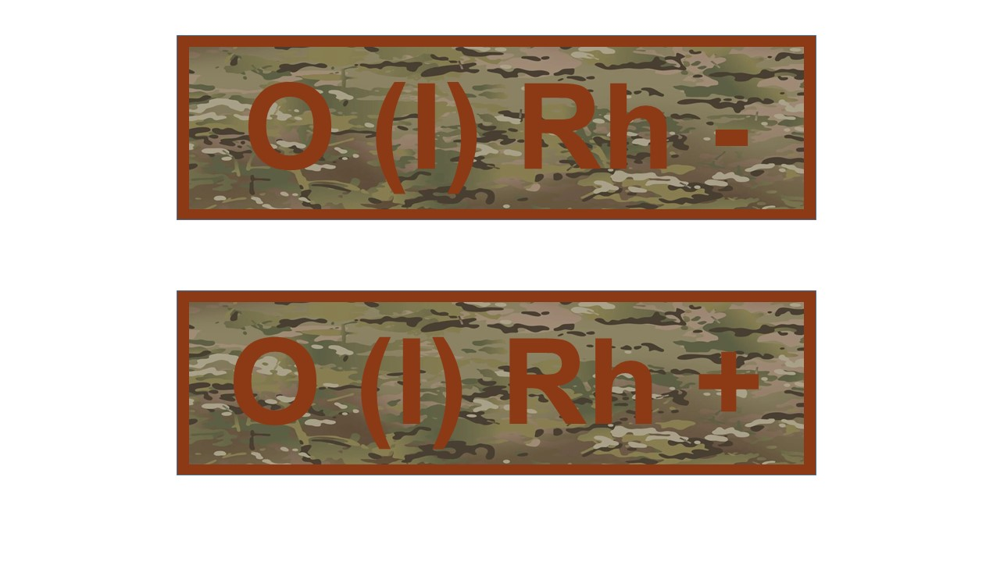 O (I) Rh -
O (I) Rh +